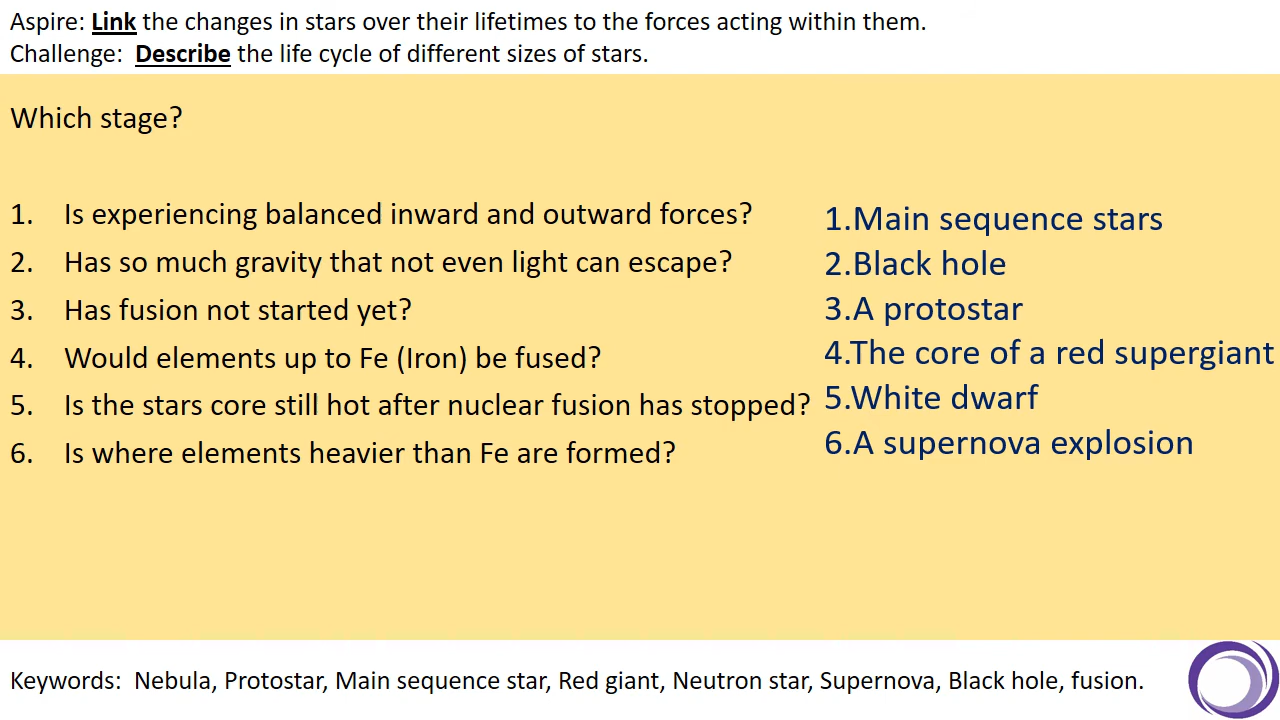 Aspire: Link the changes in stars over their lifetimes to the forces acting within them.
Challenge: Describe the life cycle of different sizes of stars.
Which stage?
1. Is experiencing balanced inward and outward forces?
2. Has so much gravity that not even light can escape?
3. Has fusion not started yet?
4. Would elements up to Fe (Iron) be fused?
5. Is the stars core still hot after nuclear fusion has stopped?
6. Is where elements heavier than Fe are formed?
1.Main sequence stars
2.Black hole
3.A protostar
4.The core of a red supergiant
5.White dwarf
6.A supernova explosion
Keywords: Nebula, Protostar, Main sequence star, Red giant, Neutron star, Supernova, Black hole, fusion.